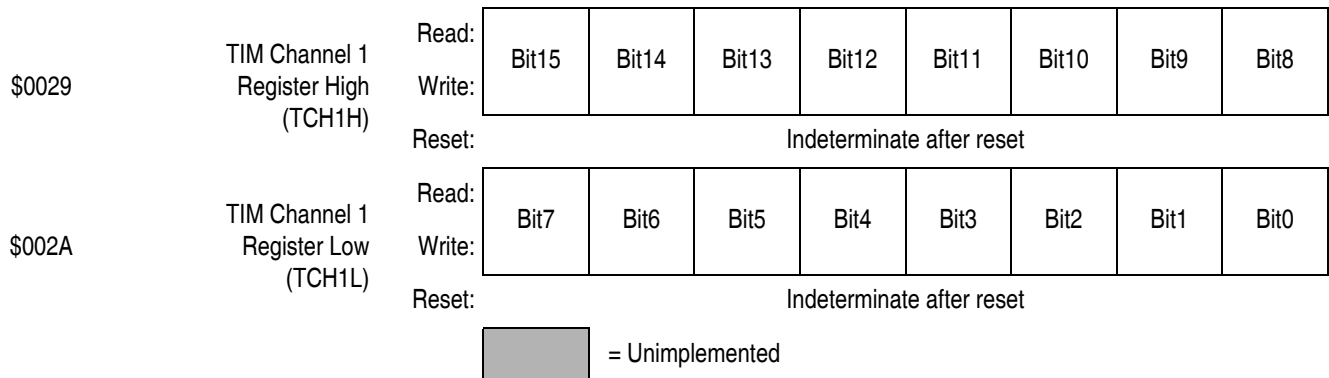 $0029
TIM Channel 1
Register High
(TCH1H)
Read:
Write:
Bit15 Bit14 Bit13 Bit12 Bit11 Bit10 Bit9 Bit8
Reset: Indeterminate after reset
$002A
TIM Channel 1
Register Low
(TCH1L)
Read:
Write:
Bit7 Bit6 Bit5 Bit4 Bit3 Bit2 Bit1 Bit0
Reset: Indeterminate after reset
= Unimplemented